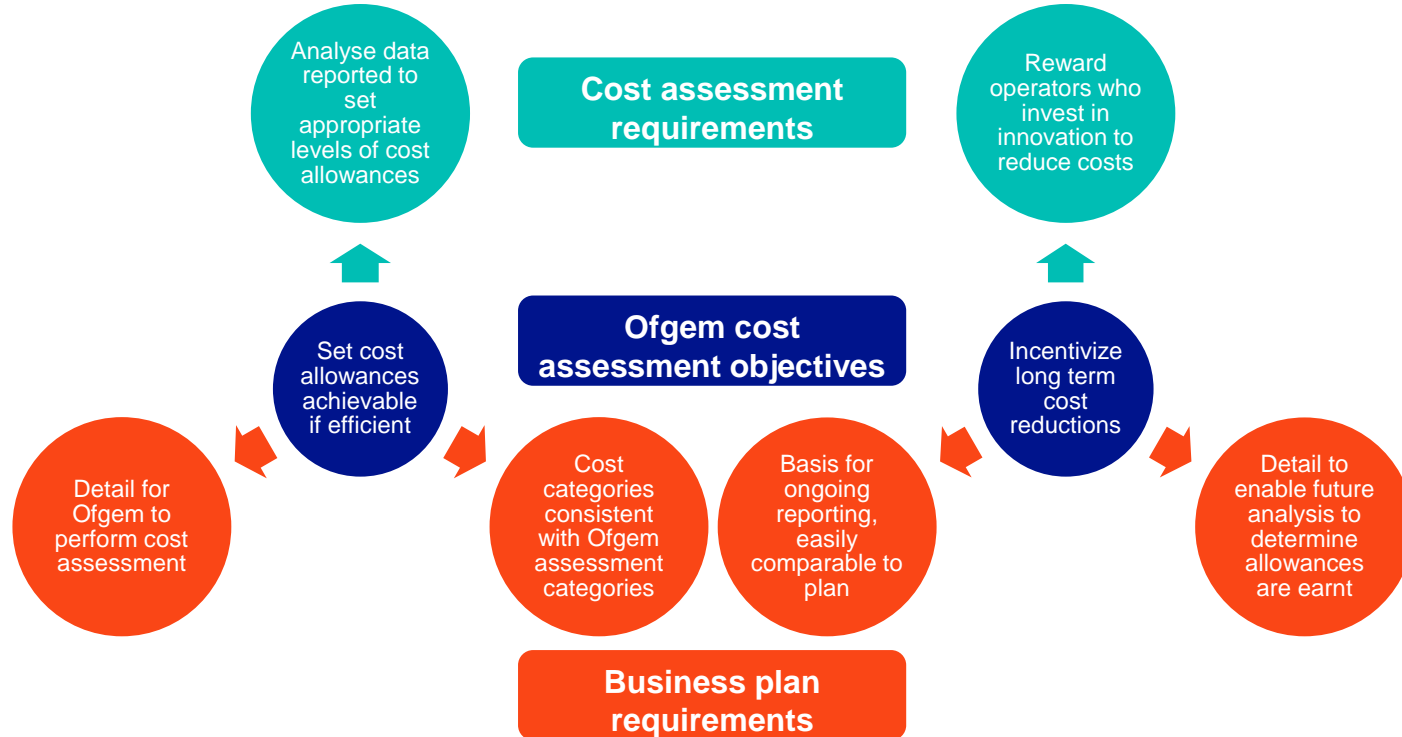 Analyse data
reported to
set
appropriate
levels of cost
allowances
Cost assessment
requirements
Reward
operators who
invest in
innovation to
reduce costs
Set cost
allowances
achievable
if efficient
Ofgem cost
assessment objectives
Incentivize
long term
cost
reductions
Detail for
Ofgem to
perform cost
assessment
Cost
categories
consistent
with Ofgem
assessment
categories
Basis for
ongoing
reporting,
easily
comparable to
plan
Detail to
enable future
analysis to
determine
allowances
are earnt
Business plan
requirements